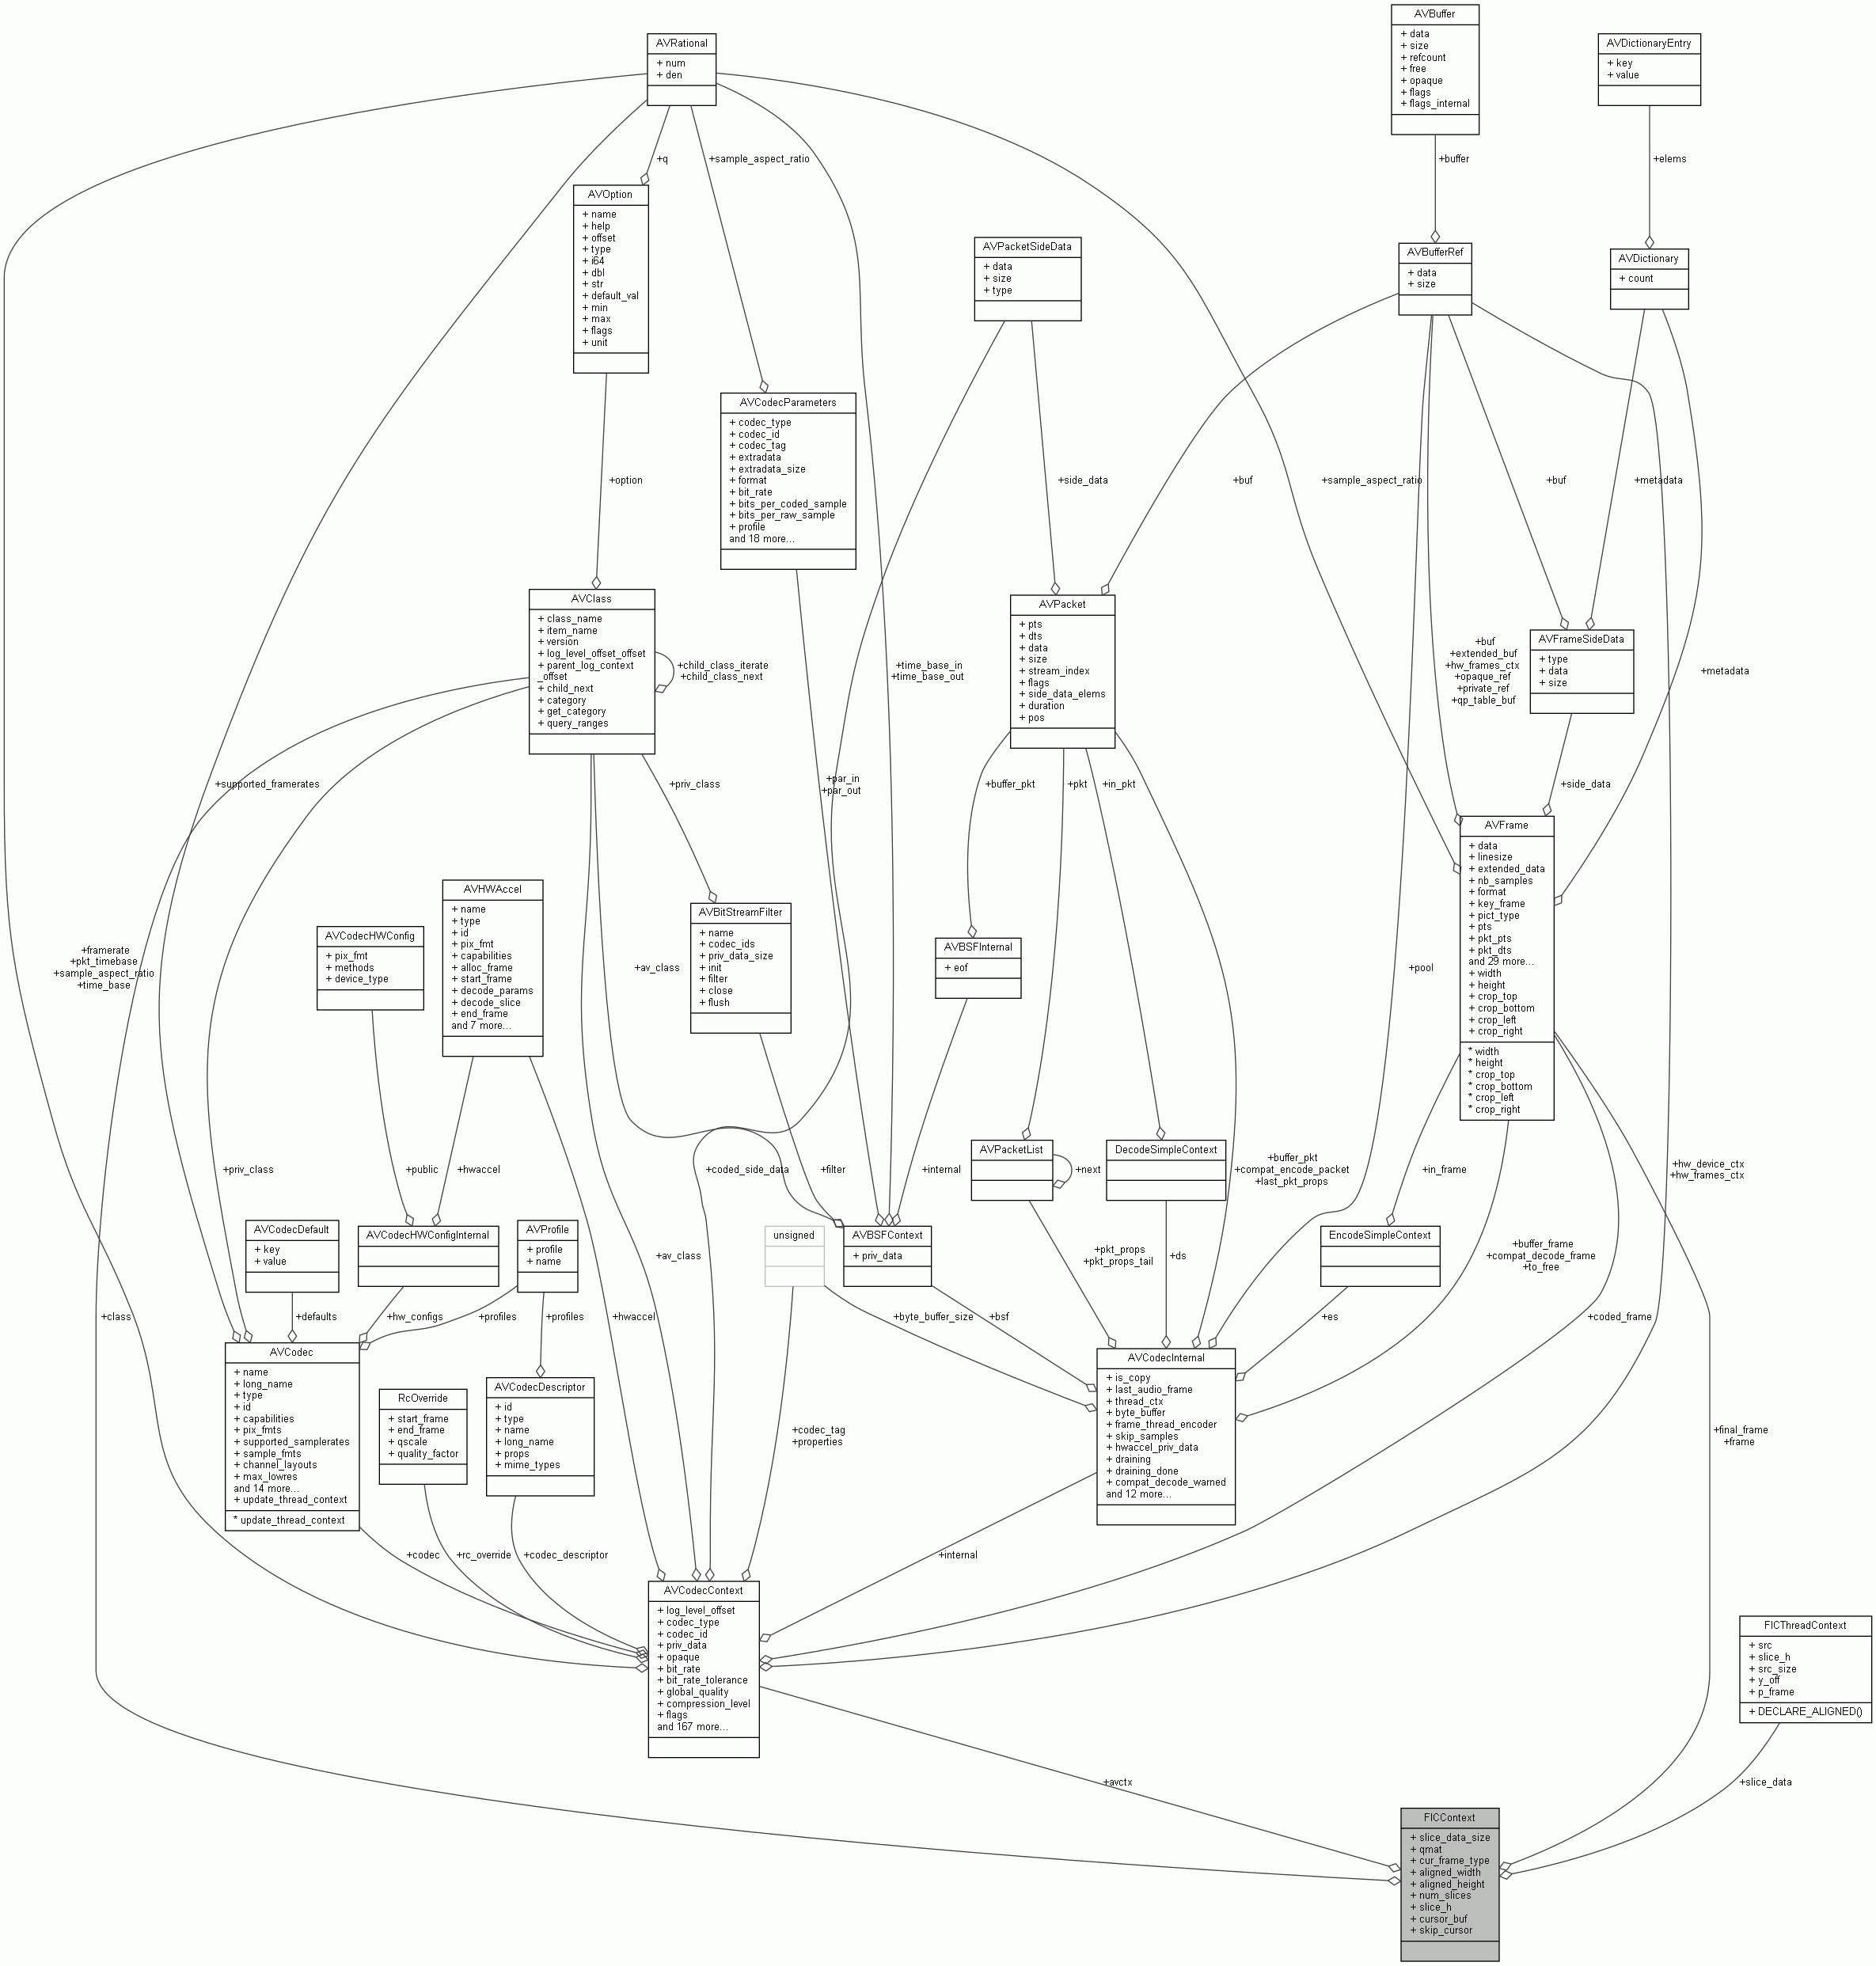 AVRational
+ num
+ den
AVBuffer
+ data
+ size
+ refcount
+ free
+ opaque
+ flags
+ flags_internal
AVDictionaryEntry
+ key
+ value
+q
+sample_aspect_ratio
+buffer
+elems
AVOption
+ name
+ help
+ offset
+ type
+ i64
+ dbl
+ str
+ default_val
+ min
+ max
+ flags
+ unit
AVPacketSideData
+ data
+ size
+ type
AVBufferRef
+ data
+ size
AVDictionary
+ count
AVCodecParameters
+ codec_type
+ codec_id
+ codec_tag
+ extradata
+ extradata_size
+ format
+ bit_rate
+ bits_per_coded_sample
+ bits_per_raw_sample
+ profile
and 18 more...
+option
+side_data
+buf
+sample_aspect_ratio
+buf
+metadata
AVClass
+ class_name
+ item_name
+ version
+ log_level_offset_offset
+ parent_log_context
_offset
+ child_next
+ category
+ get_category
+ query_ranges
+child_class_iterate
+child_class_next
+time_base_in
+time_base_out
AVPacket
+ pts
+ dts
+ data
+ size
+ stream_index
+ flags
+ side_data_elems
+ duration
+ pos
+buf
+extended_buf
+hw_frames_ctx
+opaque_ref
+private_ref
+qp_table_buf
AVFrameSideData
+ type
+ data
+ size
+metadata
+supported_framerates
+priv_class
+par_in
+par_out
+buffer_pkt
+pkt
+in_pkt
+side_data
AVFrame
+ data
+ linesize
+ extended_data
+ nb_samples
+ format
+ key_frame
+ pict_type
+ pts
+ pkt_pts
+ pkt_dts
and 29 more...
+ width
+ height
+ crop_top
+ crop_bottom
+ crop_left
+ crop_right
* width
* height
* crop_top
* crop_bottom
* crop_left
* crop_right
AVHWAccel
+ name
+ type
+ id
+ pix_fmt
+ capabilities
+ alloc_frame
+ start_frame
+ decode_params
+ decode_slice
+ end_frame
and 7 more...
AVCodecHWConfig
+ pix_fmt
+ methods
+ device_type
AVBitStreamFilter
+ name
+ codec_ids
+ priv_data_size
+ init
+ filter
+ close
+ flush
AVBSFInternal
+ eof
+framerate
+pkt_timebase
+sample_aspect_ratio
+time_base
+av_class
+pool
+priv_class
+public
+hwaccel
+coded_side_data
+filter
+internal
AVPacketList
+next
DecodeSimpleContext
+buffer_pkt
+compat_encode_packet
+last_pkt_props
+in_frame
+hw_device_ctx
+hw_frames_ctx
AVCodecDefault
+ key
+ value
AVCodecHWConfigInternal
AVProfile
+ profile
+ name
+av_class
unsigned
AVBSFContext
+ priv_data
+pkt_props
+pkt_props_tail
+ds
EncodeSimpleContext
+buffer_frame
+compat_decode_frame
+to_free
+class
+defaults
+hw_configs
+profiles
+profiles
+hwaccel
+byte_buffer_size
+bsf
+es
+coded_frame
AVCodec
+ name
+ long_name
+ type
+ id
+ capabilities
+ pix_fmts
+ supported_samplerates
+ sample_fmts
+ channel_layouts
+ max_lowres
and 14 more...
+ update_thread_context
* update_thread_context
RcOverride
+ start_frame
+ end_frame
+ qscale
+ quality_factor
AVCodecDescriptor
+ id
+ type
+ name
+ long_name
+ props
+ mime_types
+codec_tag
+properties
AVCodecInternal
+ is_copy
+ last_audio_frame
+ thread_ctx
+ byte_buffer
+ frame_thread_encoder
+ skip_samples
+ hwaccel_priv_data
+ draining
+ draining_done
+ compat_decode_warned
and 12 more...
+final_frame
+frame
+codec
+rc_override
+codec_descriptor
+internal
AVCodecContext
+ log_level_offset
+ codec_type
+ codec_id
+ priv_data
+ opaque
+ bit_rate
+ bit_rate_tolerance
+ global_quality
+ compression_level
+ flags
and 167 more...
FICThreadContext
+ src
+ slice_h
+ src_size
+ y_off
+ p_frame
+ DECLARE_ALIGNED()
+avctx
+slice_data
FICContext
+ slice_data_size
+ qmat
+ cur_frame_type
+ aligned_width
+ aligned_height
+ num_slices
+ slice_h
+ cursor_buf
+ skip_cursor